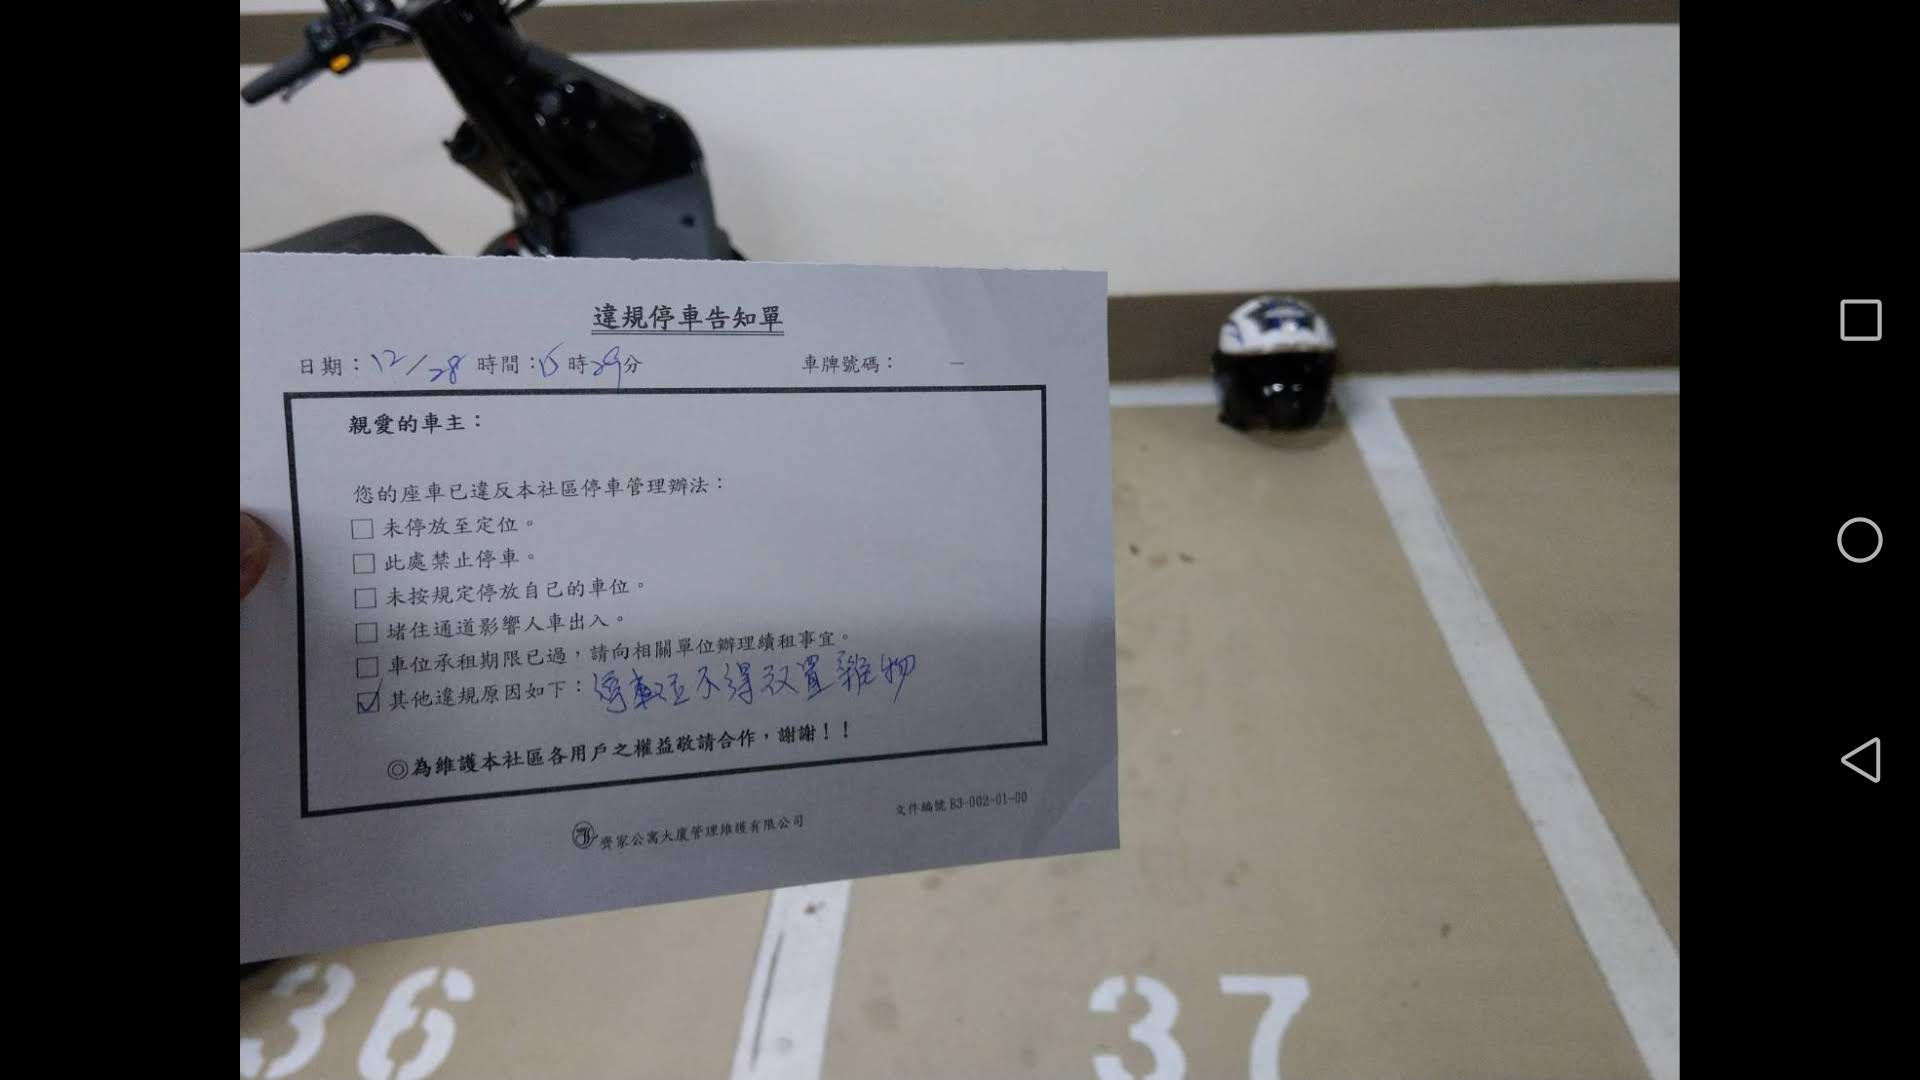 違規停車告知單
日期：12/28 時間：15時29分 車牌號碼： －
親愛的車主：
您的座車已違反本社區停車管理辦法：
□ 未停放至定位。
□ 此處禁止停車。
□ 未按規定停放自己的車位。
□ 堵住通道影響人車出入。
□ 車位承租期限已過，請向相關單位辦理續租事宜。
☑ 其他違規原因如下：停車位不得放置雜物
◎為維護本社區各用戶之權益敬請合作，謝謝！！
文件編號 B3-002-01-00
齊家公寓大廈管理維護有限公司
36 37